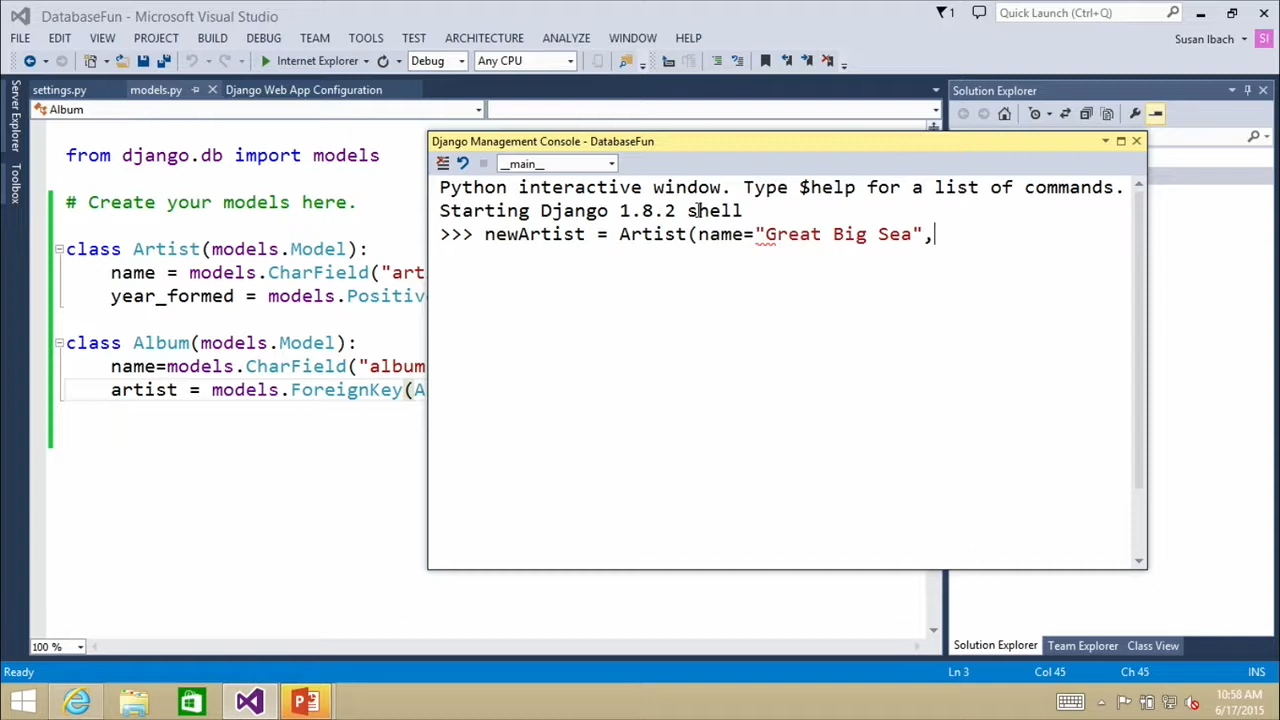 DatabaseFun - Microsoft Visual Studio
1
Quick Launch (Ctrl+Q)
FILE EDIT VIEW PROJECT BUILD DEBUG TEAM TOOLS TEST ARCHITECTURE ANALYZE WINDOW HELP
Susan Ibach SI
Internet Explorer Debug Any CPU
settings.py models.py Django Web App Configuration
Solution Explorer
Album
Server Explorer
Toolbox
from django.db import models
# Create your models here.
class Artist(models.Model):
name = models.CharField("art
year_formed = models.Positiv
class Album(models.Model):
name=models.CharField("album
artist = models.ForeignKey(A
Django Management Console - DatabaseFun
__main__
Python interactive window. Type $help for a list of commands.
Starting Django 1.8.2 shell
>>> newArtist = Artist(name="Great Big Sea",
100 %
Solution Explorer Team Explorer Class View
Ready Ln 3 Col 45 Ch 45 INS
10:58 AM
6/17/2015